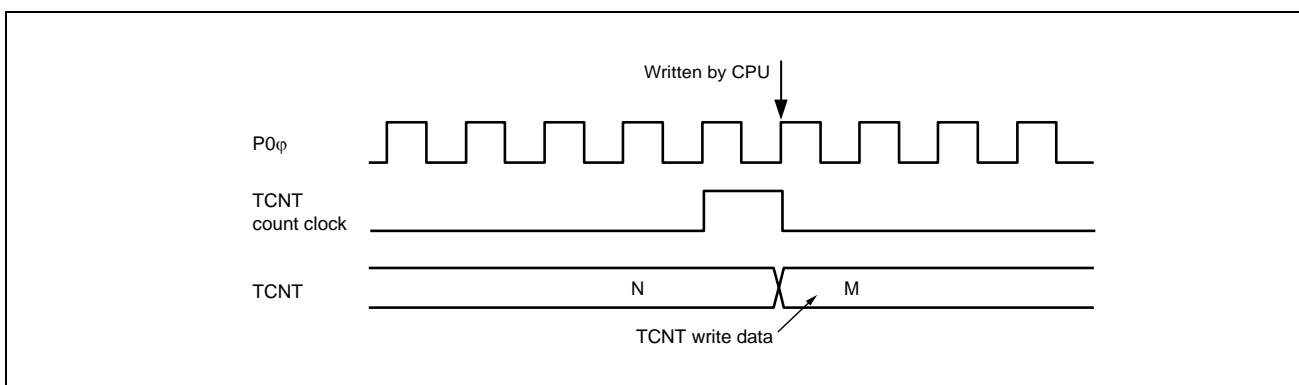 Written by CPU
P0φ
TCNT
count clock
TCNT
N
M
TCNT write data